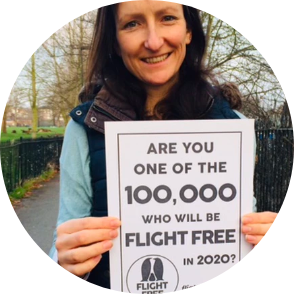 ARE YOU
ONE OF THE
100,000
WHO WILL BE
FLIGHT FREE
IN 2020?
FLIGHT
FREE